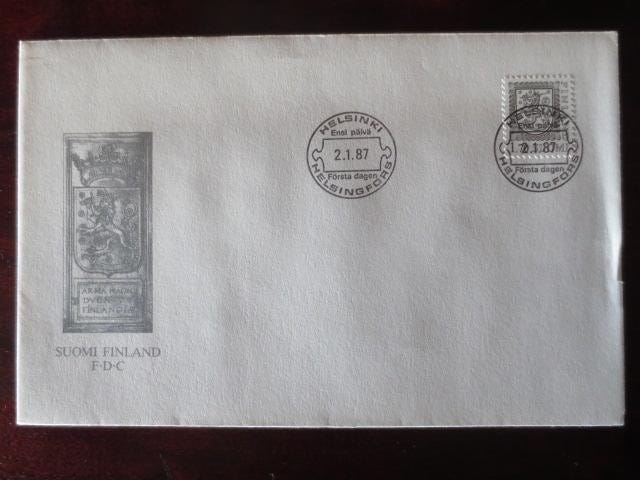 HELSINKI
Ensi päivä
2.1.87
Första dagen
HELSINGFORS
HELSINKI
Ensi päivä
2.1.87
Första dagen
HELSINGFORS
ARMA MAGN
DVCATVS
FINLANDIÆ
SUOMI FINLAND
F·D·C